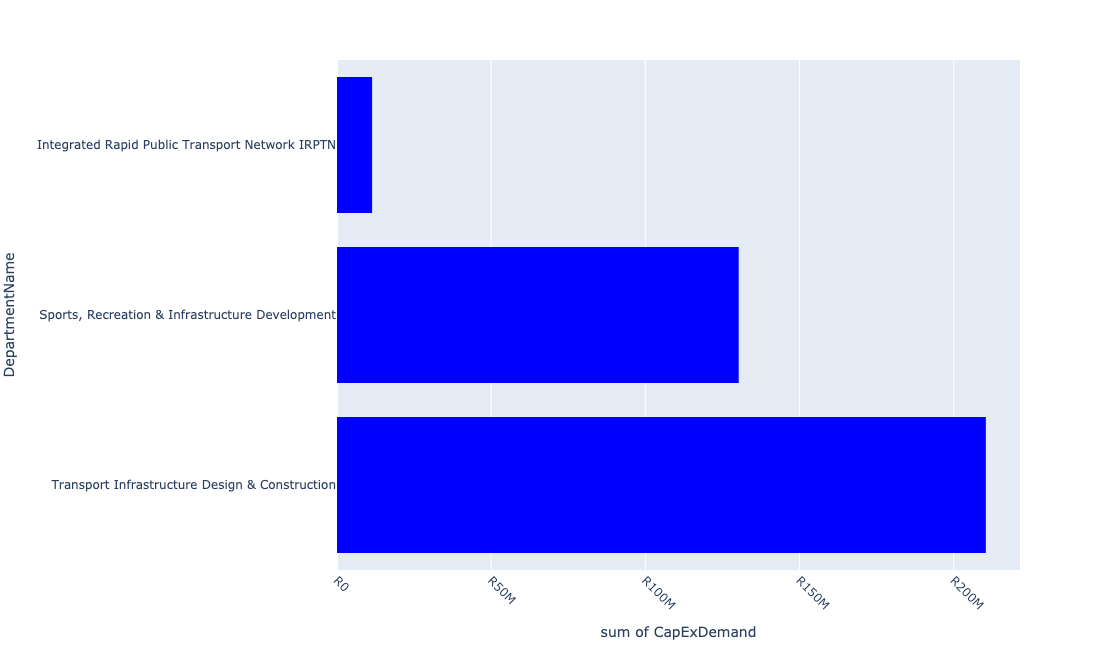 Integrated Rapid Public Transport Network IRPTN
Sports, Recreation & Infrastructure Development
Transport Infrastructure Design & Construction
DepartmentName
R0
R50M
R100M
R150M
R200M
sum of CapExDemand